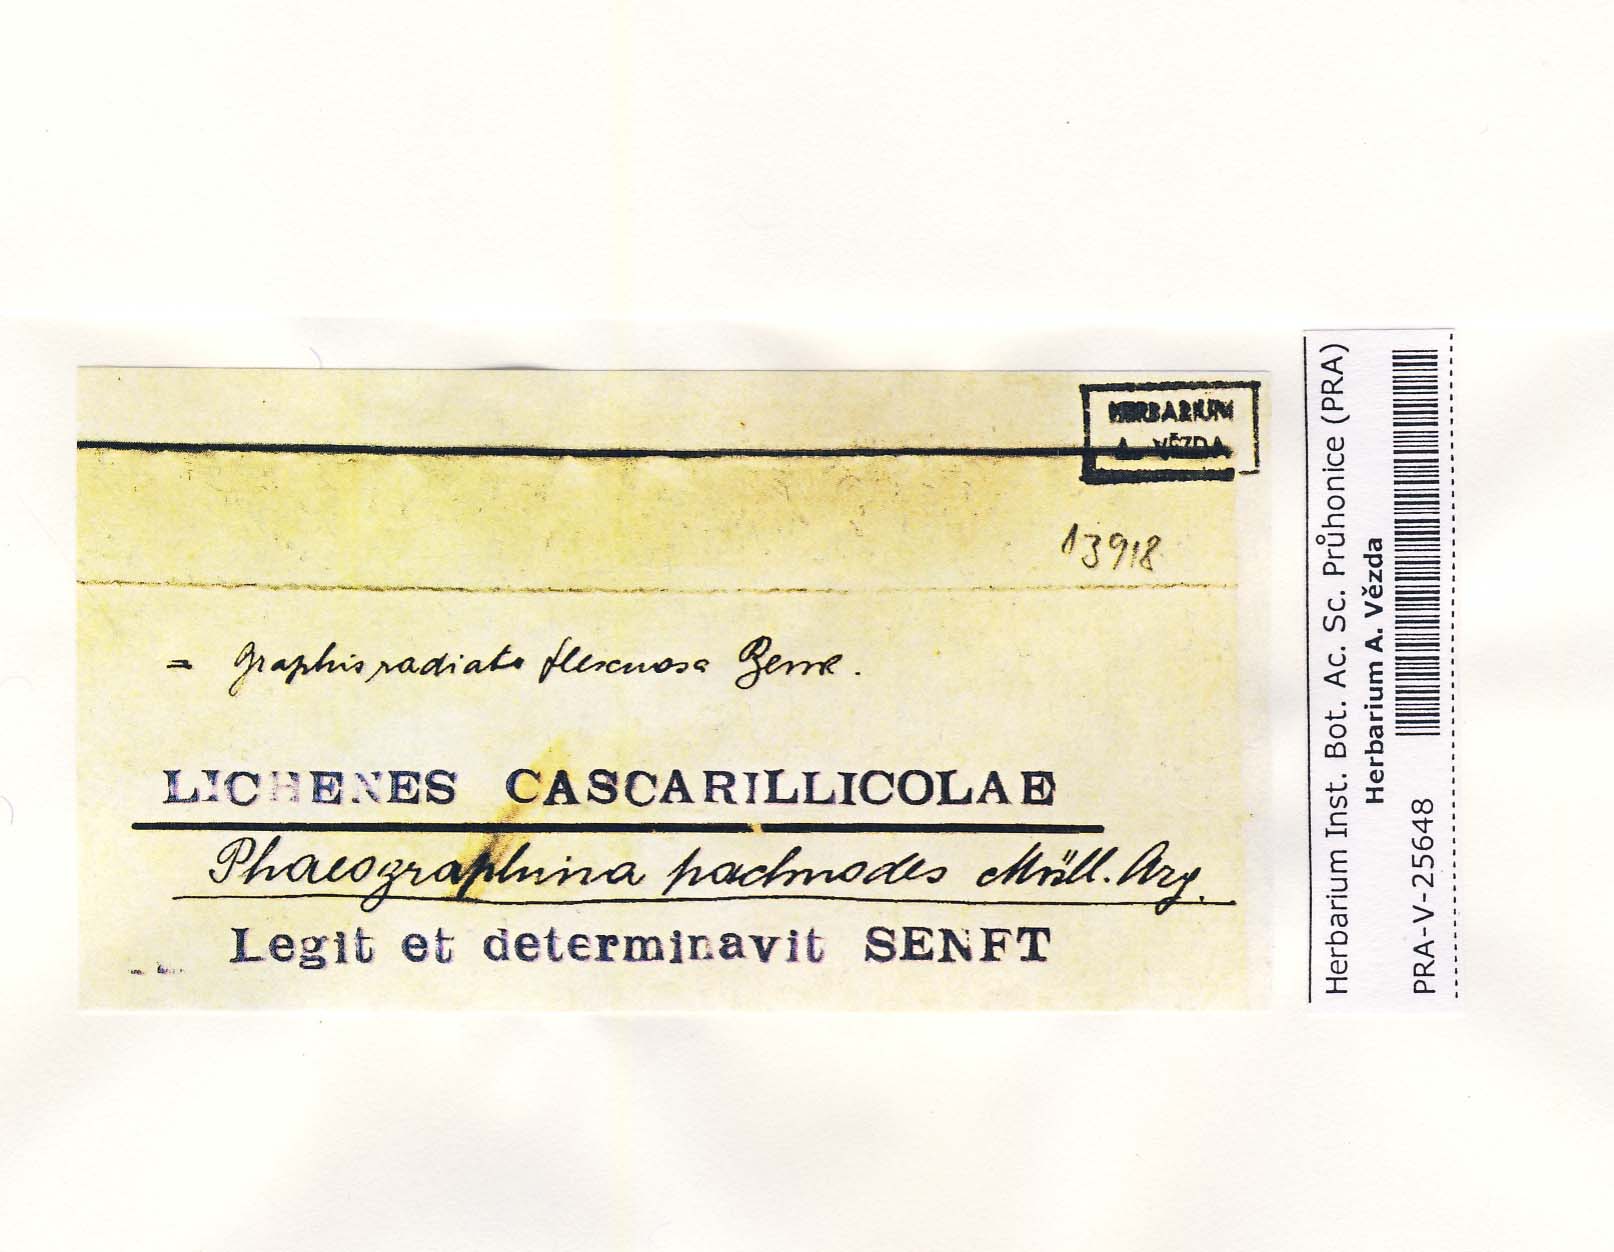 HERBARIUM
A. VĚZDA
13918
= Graphis radiata flexuosa Zenk.
LICHENES CASCARILLICOLAE
Phaeographina pachnodes Müll. Arg.
Legit et determinavit SENFT
Herbarium Inst. Bot. Ac. Sc. Průhonice (PRA)
Herbarium A. Vězda
PRA-V-25648